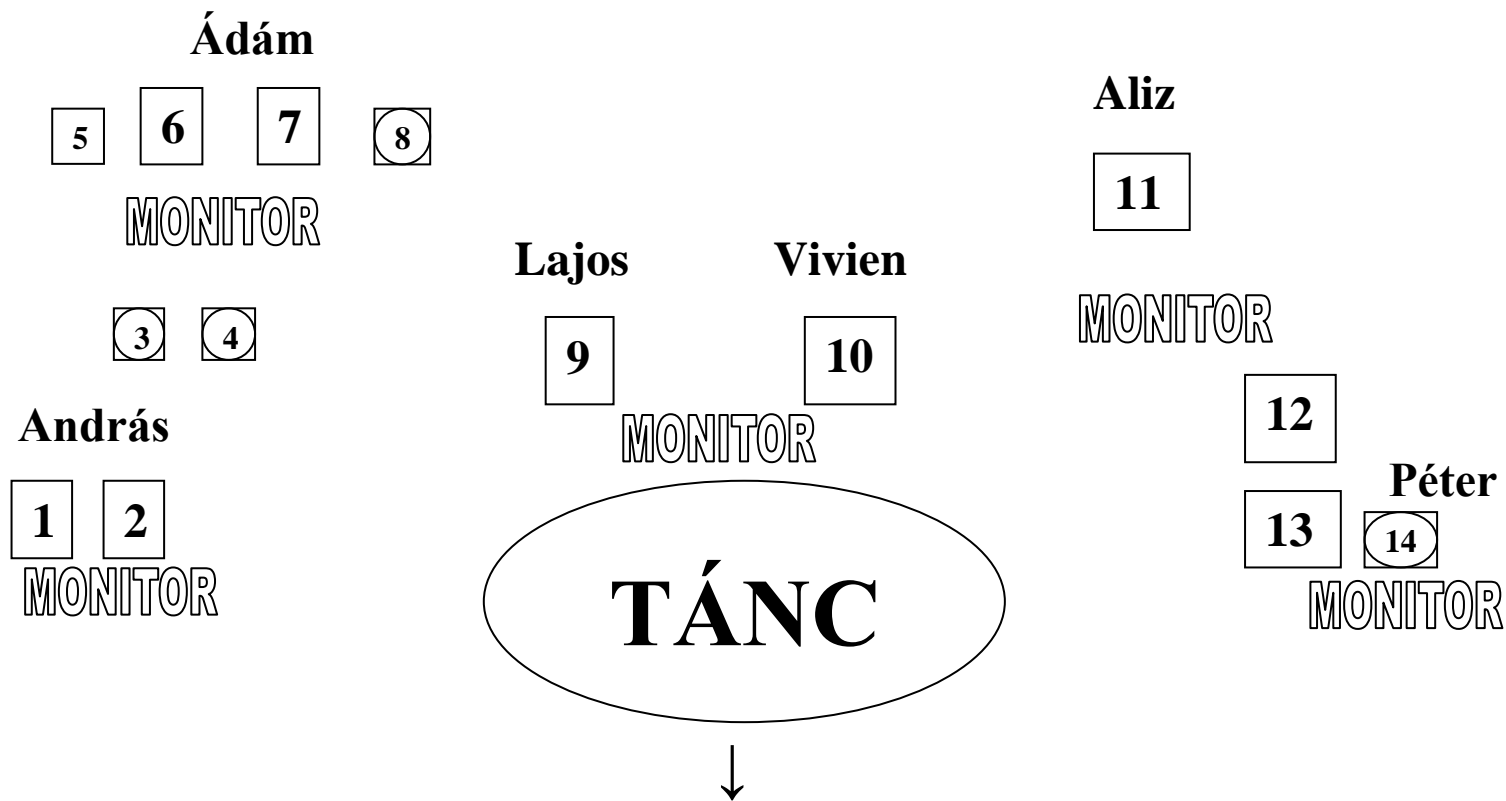 Ádám
5 6 7 8
MONITOR
3 4
András
1 2
MONITOR
Lajos Vivien
9 10
MONITOR
TÁNC
↓
Aliz
11
MONITOR
12
Péter
13 14
MONITOR